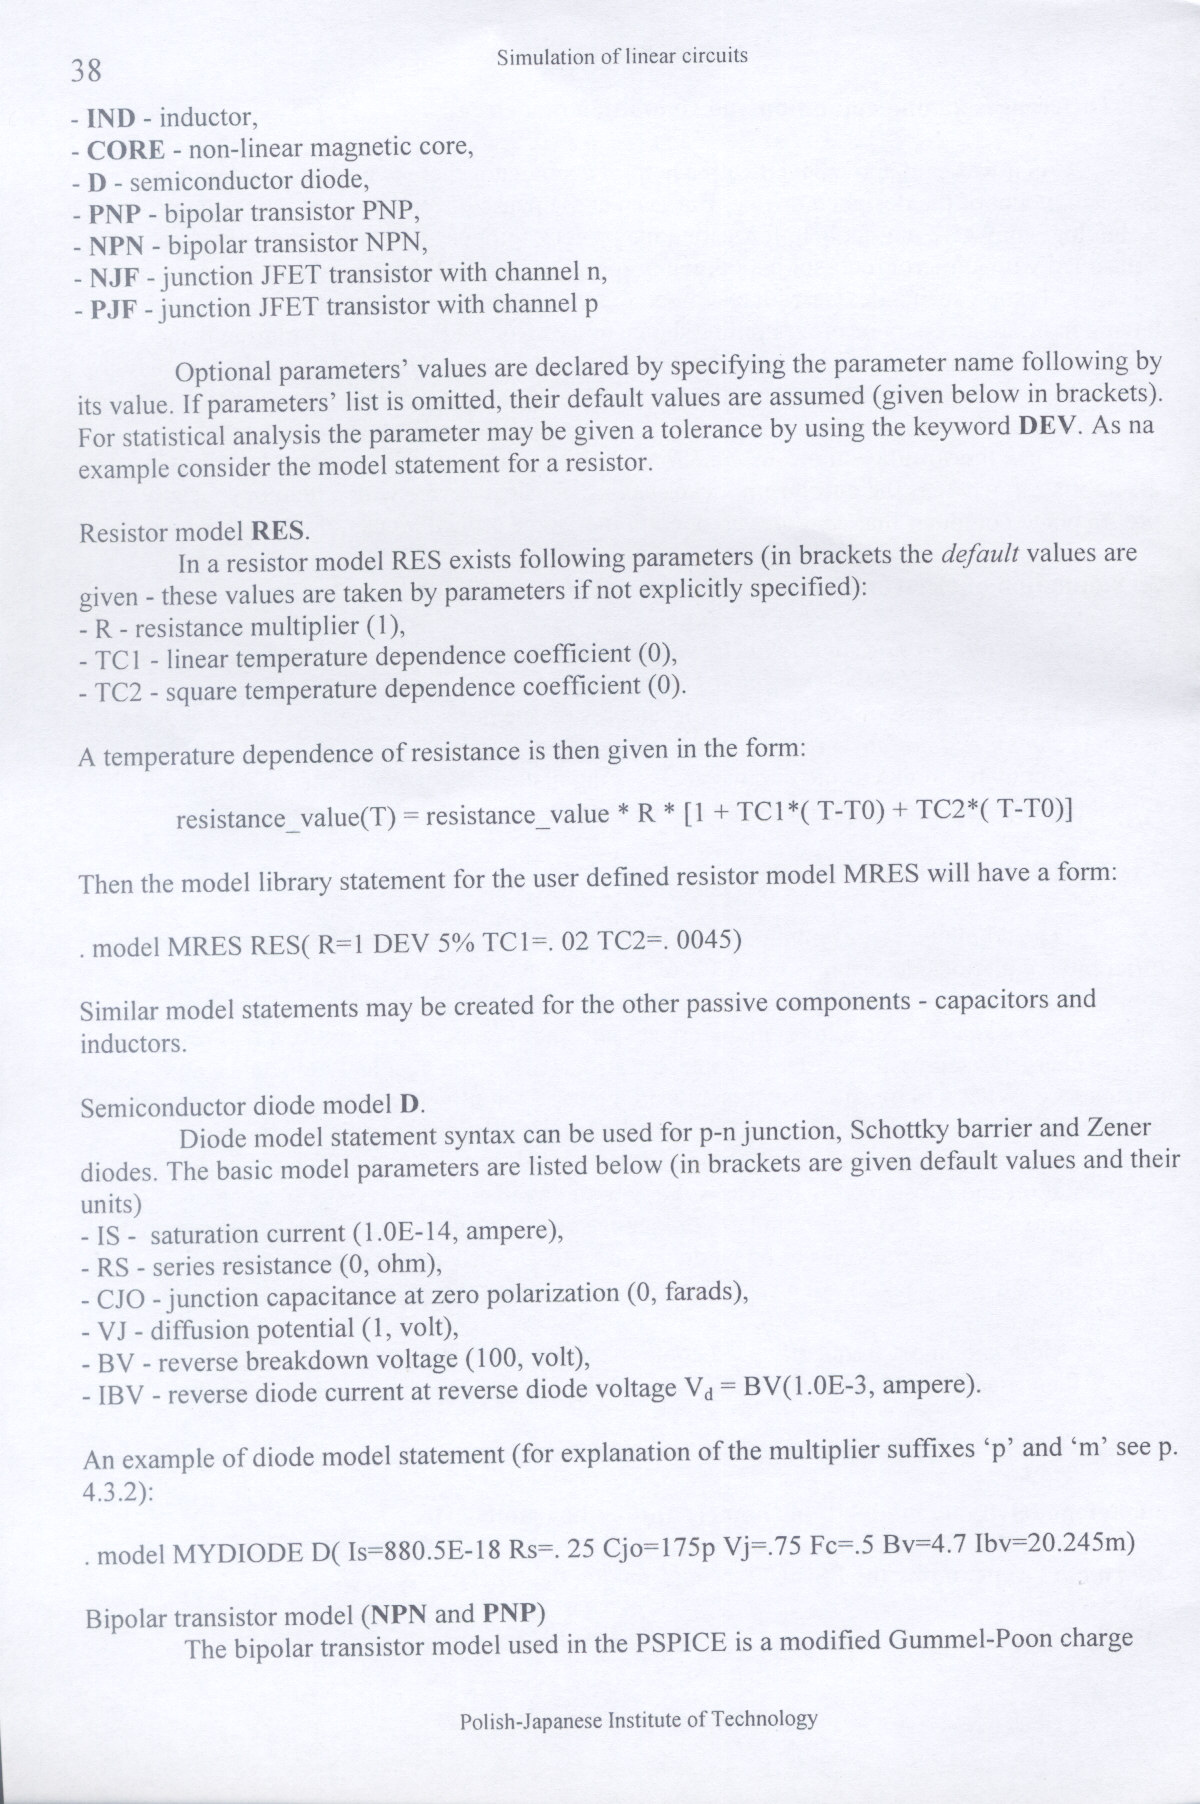 38
Simulation of linear circuits
- IND - inductor,
- CORE - non-linear magnetic core,
- D - semiconductor diode,
- PNP - bipolar transistor PNP,
- NPN - bipolar transistor NPN,
- NJF - junction JFET transistor with channel n,
- PJF - junction JFET transistor with channel p
Optional parameters’ values are declared by specifying the parameter name following by
its value. If parameters’ list is omitted, their default values are assumed (given below in brackets).
For statistical analysis the parameter may be given a tolerance by using the keyword DEV. As na
example consider the model statement for a resistor.
Resistor model RES.
In a resistor model RES exists following parameters (in brackets the default values are
given - these values are taken by parameters if not explicitly specified):
- R - resistance multiplier (1),
- TC1 - linear temperature dependence coefficient (0),
- TC2 - square temperature dependence coefficient (0).
A temperature dependence of resistance is then given in the form:
resistance_value(T) = resistance_value * R * [1 + TC1*( T-T0) + TC2*( T-T0)]
Then the model library statement for the user defined resistor model MRES will have a form:
. model MRES RES( R=1 DEV 5% TC1=. 02 TC2=. 0045)
Similar model statements may be created for the other passive components - capacitors and
inductors.
Semiconductor diode model D.
Diode model statement syntax can be used for p-n junction, Schottky barrier and Zener
diodes. The basic model parameters are listed below (in brackets are given default values and their
units)
- IS - saturation current (1.0E-14, ampere),
- RS - series resistance (0, ohm),
- CJO - junction capacitance at zero polarization (0, farads),
- VJ - diffusion potential (1, volt),
- BV - reverse breakdown voltage (100, volt),
- IBV - reverse diode current at reverse diode voltage Vd = BV(1.0E-3, ampere).
An example of diode model statement (for explanation of the multiplier suffixes ‘p’ and ‘m’ see p.
4.3.2):
. model MYDIODE D( Is=880.5E-18 Rs=. 25 Cjo=175p Vj=.75 Fc=.5 Bv=4.7 Ibv=20.245m)
Bipolar transistor model (NPN and PNP)
The bipolar transistor model used in the PSPICE is a modified Gummel-Poon charge
Polish-Japanese Institute of Technology